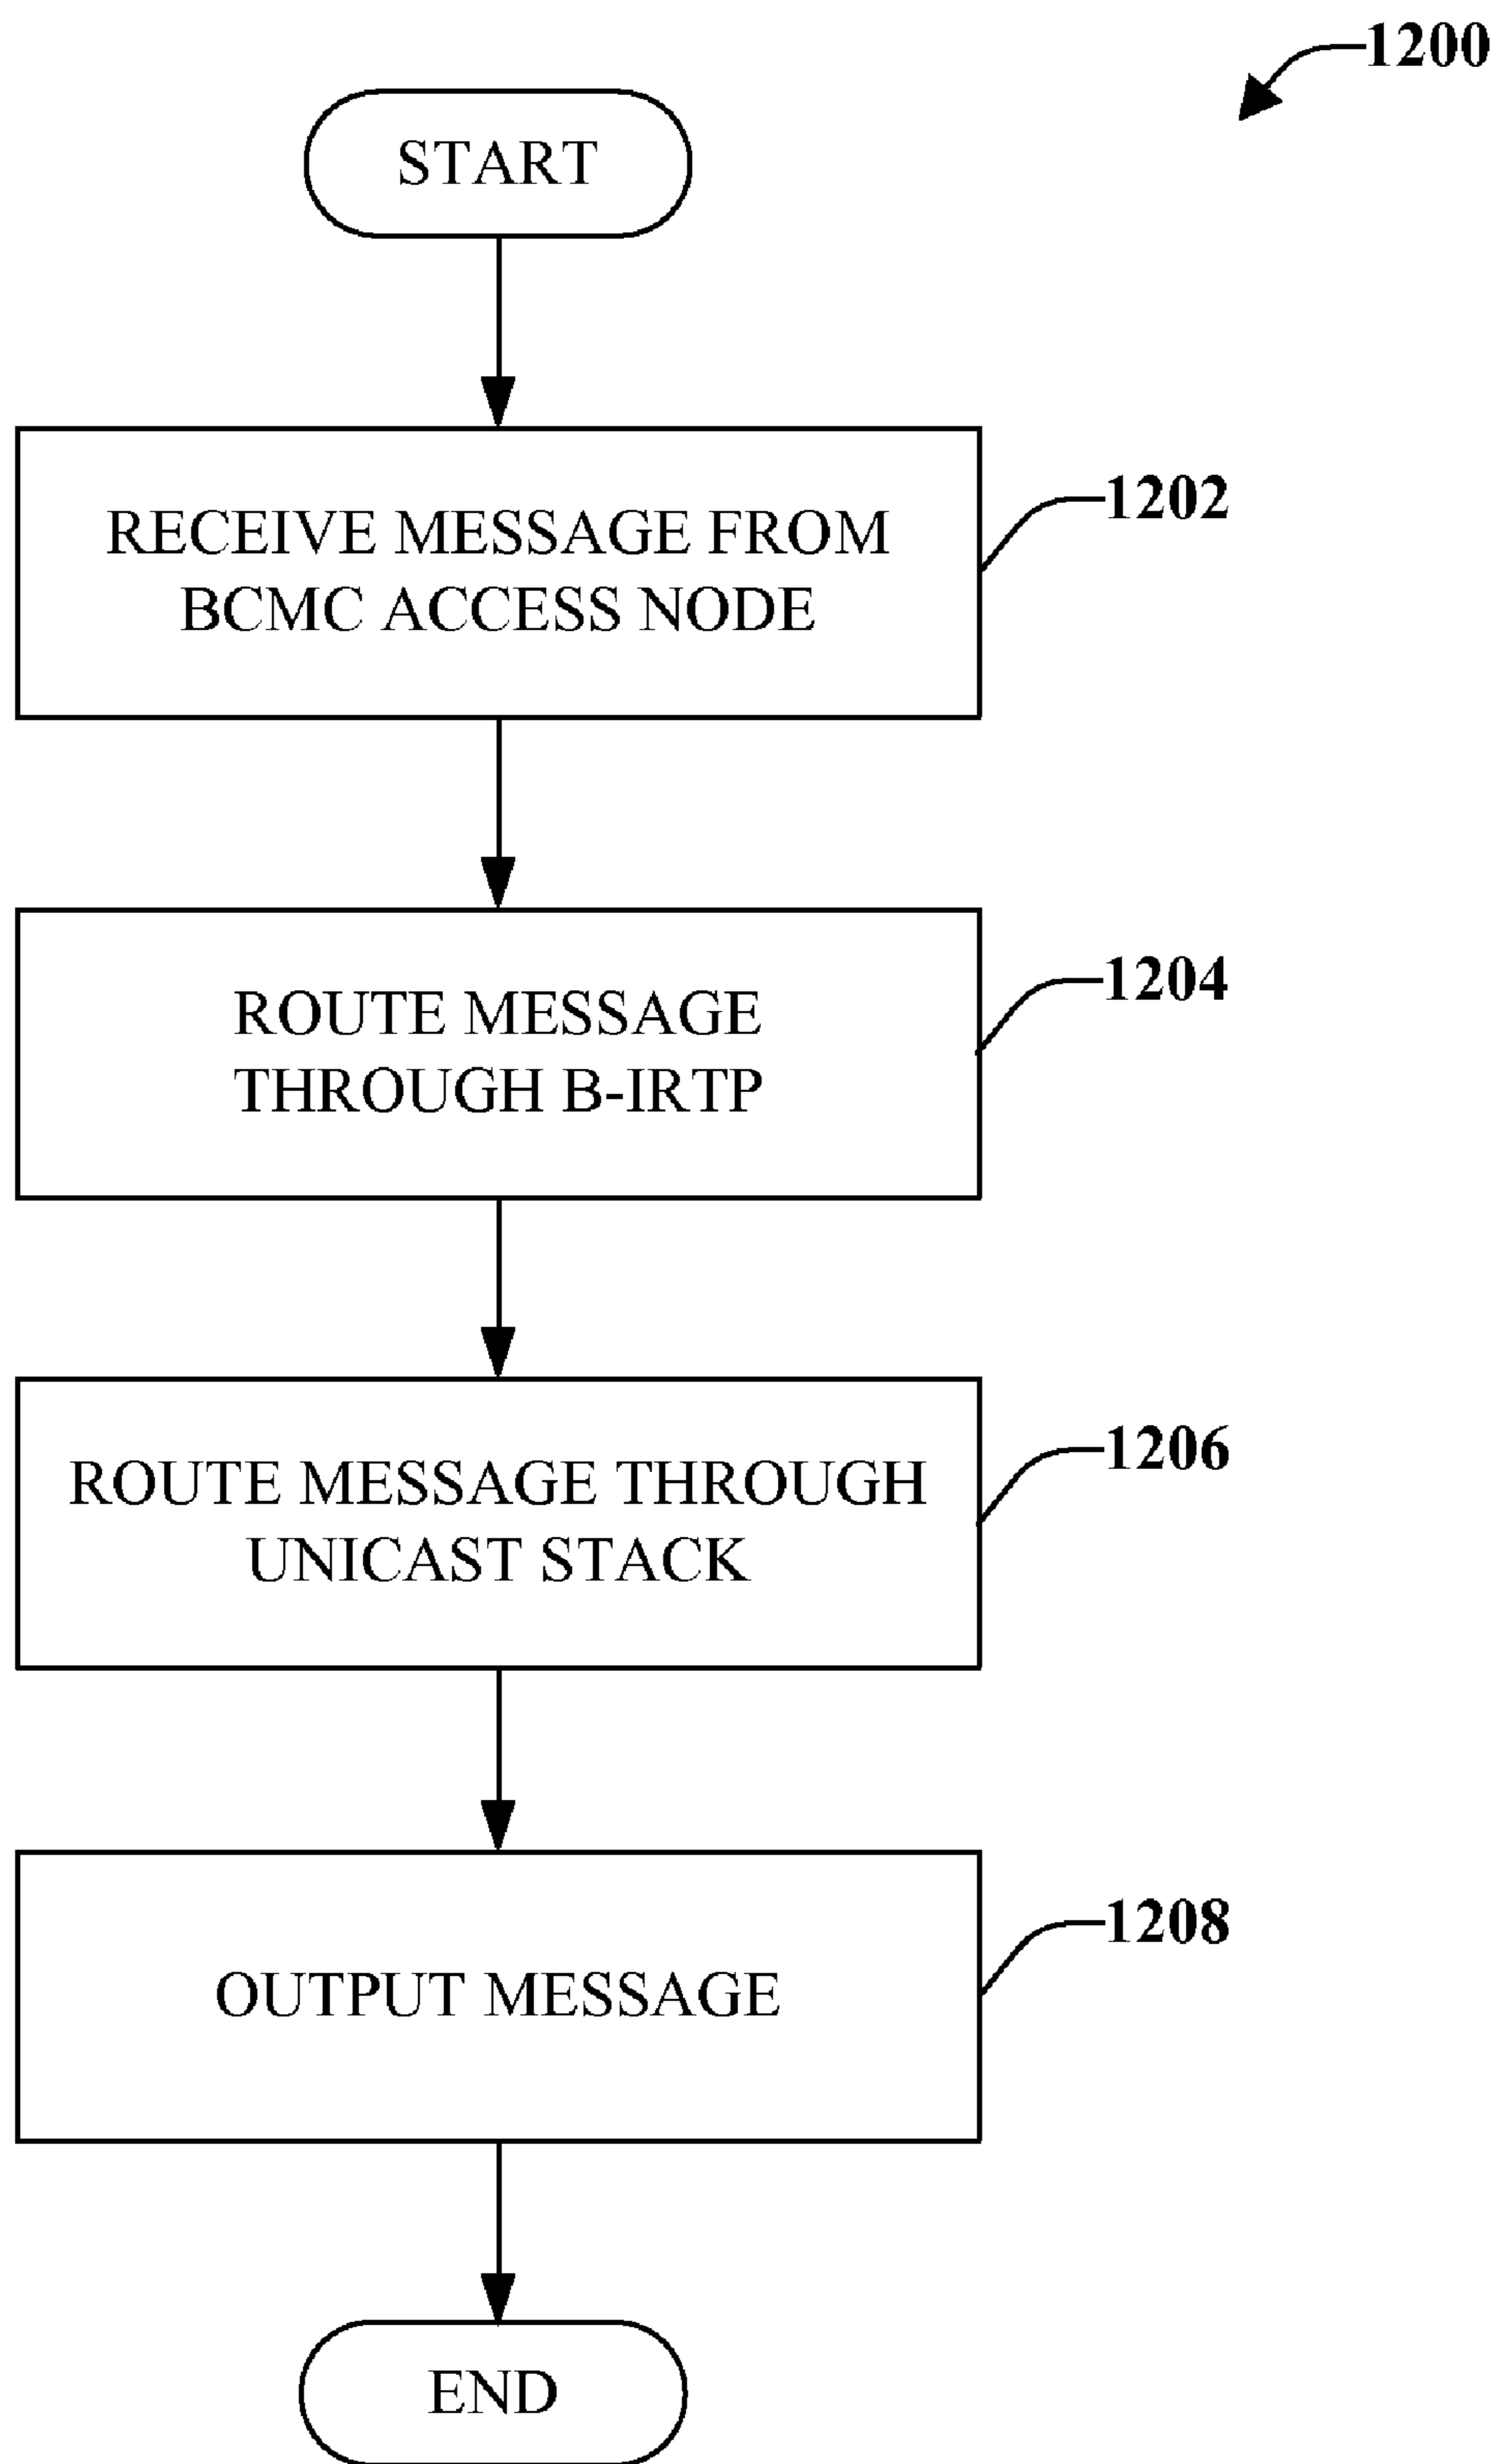 1200
START
RECEIVE MESSAGE FROM
BCMC ACCESS NODE
1202
ROUTE MESSAGE
THROUGH B-IRTP
1204
ROUTE MESSAGE THROUGH
UNICAST STACK
1206
OUTPUT MESSAGE
1208
END